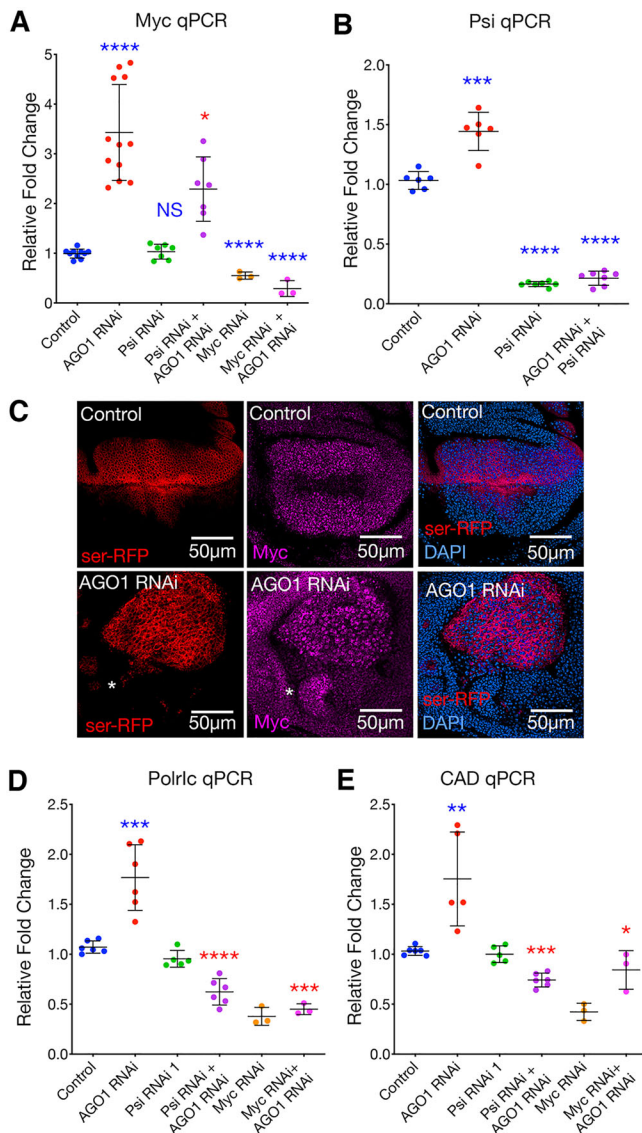 A
Myc qPCR
****
*
NS
****
****
5
4
3
2
1
0
Relative Fold Change
Control
AGO1 RNAi
Psi RNAi
Psi RNAi +
AGO1 RNAi
Myc RNAi
Myc RNAi +
AGO1 RNAi
B
Psi qPCR
***
****
****
2.0
1.5
1.0
0.5
0.0
Relative Fold Change
Control
AGO1 RNAi
Psi RNAi
AGO1 RNAi +
Psi RNAi
C
Control
ser-RFP
50µm
Control
Myc
50µm
Control
ser-RFP
DAPI
50µm
AGO1 RNAi
*
ser-RFP
50µm
AGO1 RNAi
*
Myc
50µm
AGO1 RNAi
ser-RFP
DAPI
50µm
D
PolrIc qPCR
***
****
***
2.5
2.0
1.5
1.0
0.5
0.0
Relative Fold Change
Control
AGO1 RNAi
Psi RNAi 1
Psi RNAi +
AGO1 RNAi
Myc RNAi
Myc RNAi+
AGO1 RNAi
E
CAD qPCR
**
***
*
2.5
2.0
1.5
1.0
0.5
0.0
Relative Fold Change
Control
AGO1 RNAi
Psi RNAi 1
Psi RNAi +
AGO1 RNAi
Myc RNAi
Myc RNAi+
AGO1 RNAi